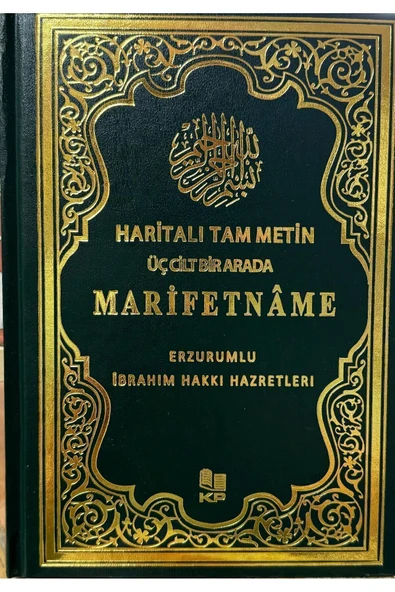 بسم الله الرحمن الرحيم
HARİTALI TAM METİN
ÜÇ CİLT BİR ARADA
MARİFETNÂME
ERZURUMLU
İBRAHIM HAKKI HAZRETLERİ
KP